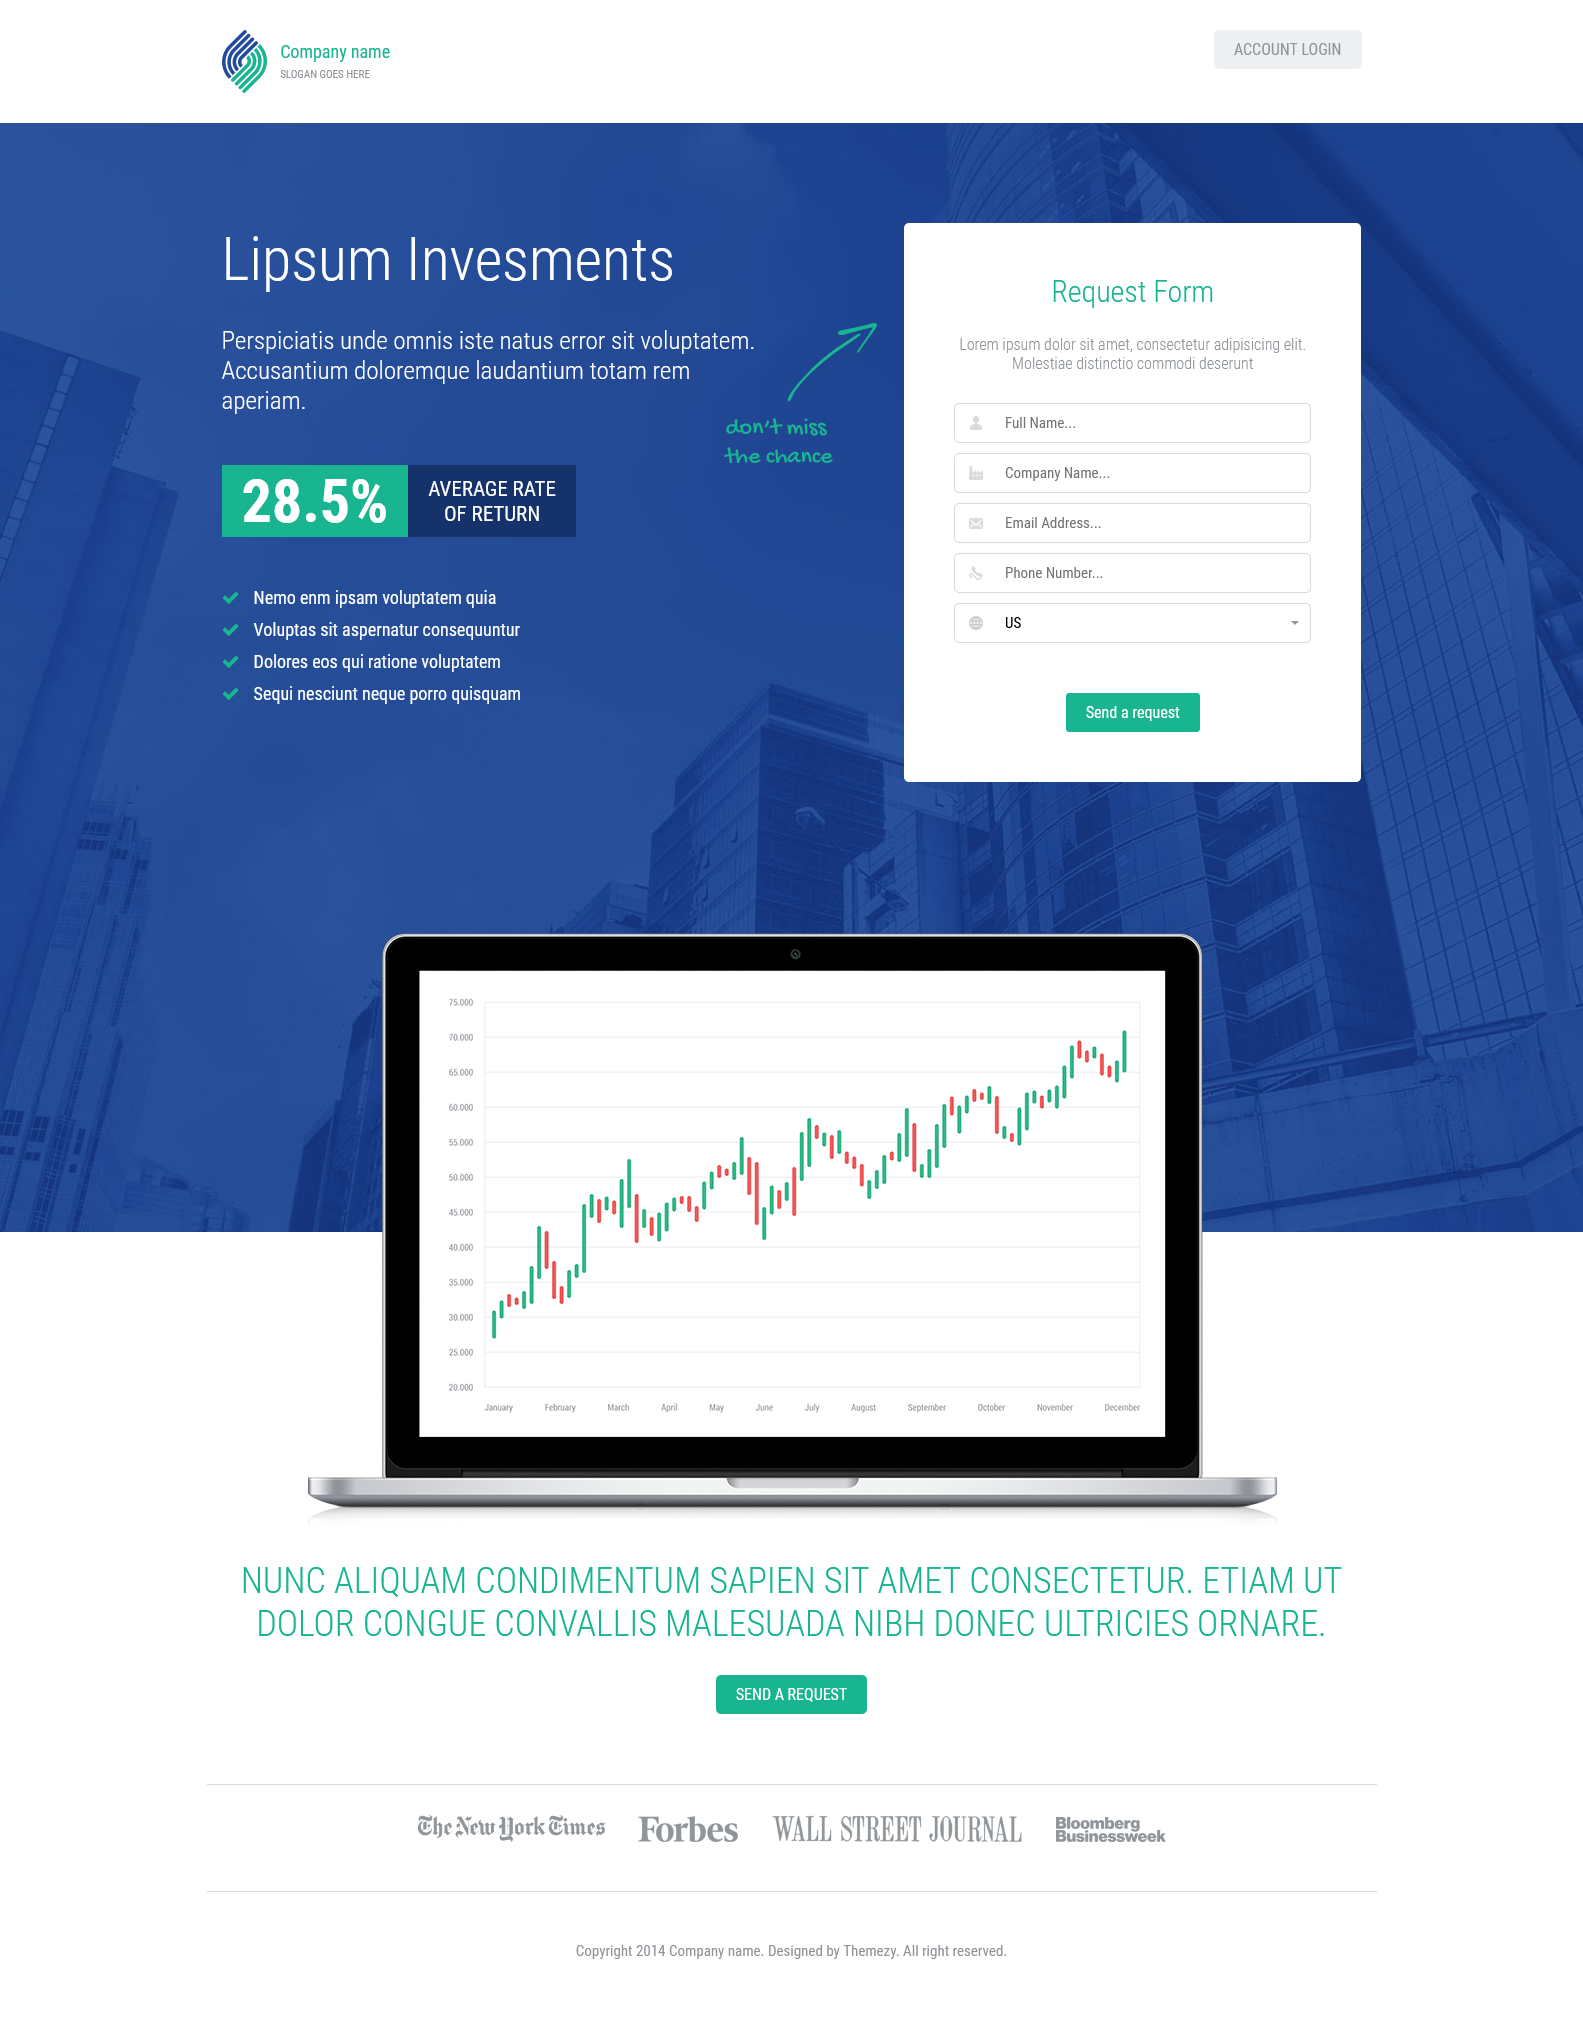 Company name
SLOGAN GOES HERE
ACCOUNT LOGIN
Lipsum Invesments
Perspiciatis unde omnis iste natus error sit voluptatem.
Accusantium doloremque laudantium totam rem
aperiam.
don't miss
the chance
28.5%
AVERAGE RATE
OF RETURN
Nemo enm ipsam voluptatem quia
Voluptas sit aspernatur consequuntur
Dolores eos qui ratione voluptatem
Sequi nesciunt neque porro quisquam
Request Form
Lorem ipsum dolor sit amet, consectetur adipisicing elit.
Molestiae distinctio commodi deserunt
Full Name...
Company Name...
Email Address...
Phone Number...
US
Send a request
75.000
70.000
65.000
60.000
55.000
50.000
45.000
40.000
35.000
30.000
25.000
20.000
January February March April May June July August September October November December
NUNC ALIQUAM CONDIMENTUM SAPIEN SIT AMET CONSECTETUR. ETIAM UT
DOLOR CONGUE CONVALLIS MALESUADA NIBH DONEC ULTRICIES ORNARE.
SEND A REQUEST
The New York Times
Forbes
WALL STREET JOURNAL
Bloomberg
Businessweek
Copyright 2014 Company name. Designed by Themezy. All right reserved.